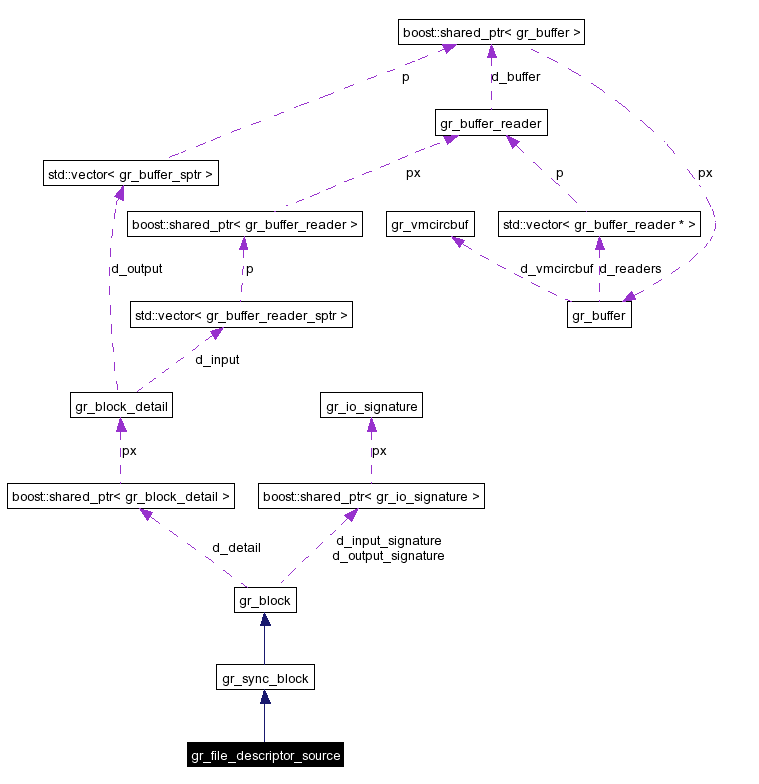 boost::shared_ptr< gr_buffer >
p
d_buffer
gr_buffer_reader
std::vector< gr_buffer_sptr >
px
p
px
boost::shared_ptr< gr_buffer_reader >
gr_vmcircbuf
std::vector< gr_buffer_reader * >
d_output
p
d_vmcircbuf
d_readers
std::vector< gr_buffer_reader_sptr >
gr_buffer
d_input
gr_block_detail
gr_io_signature
px
px
boost::shared_ptr< gr_block_detail >
boost::shared_ptr< gr_io_signature >
d_detail
d_input_signature
d_output_signature
gr_block
gr_sync_block
gr_file_descriptor_source